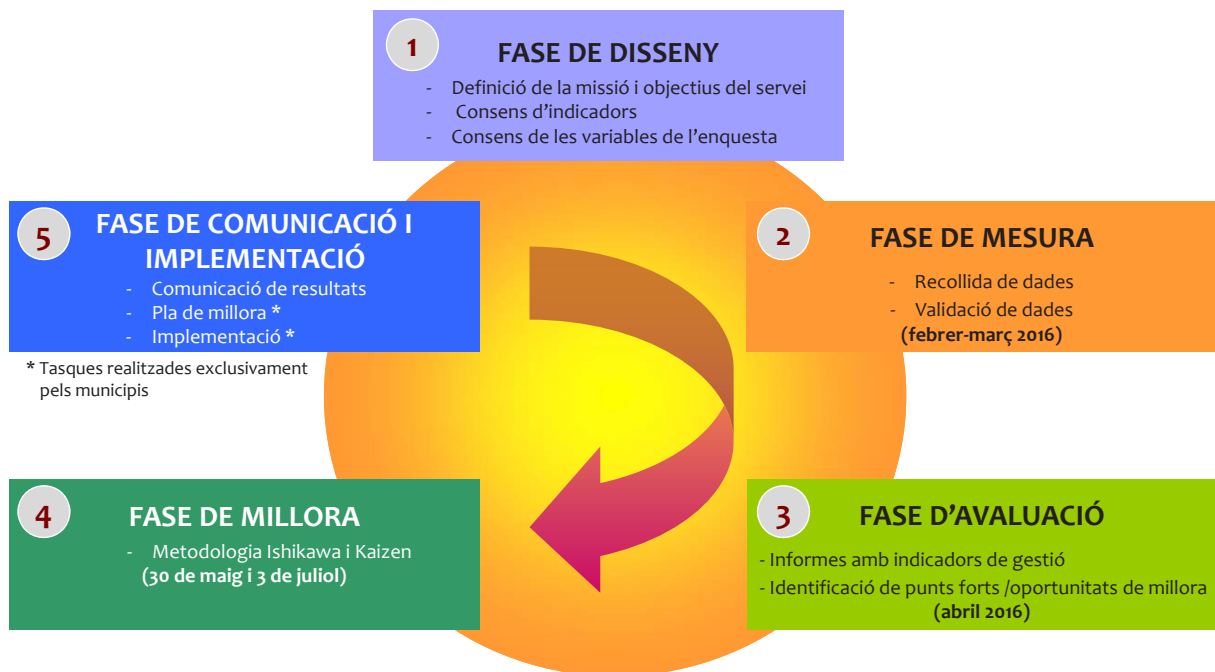 1
FASE DE DISSENY
- Definició de la missió i objectius del servei
- Consens d’indicadors
- Consens de les variables de l’enquesta
2
FASE DE MESURA
- Recollida de dades
- Validació de dades
(febrer-març 2016)
3
FASE D’AVALUACIÓ
- Informes amb indicadors de gestió
- Identificació de punts forts /oportunitats de millora
(abril 2016)
4
FASE DE MILLORA
- Metodologia Ishikawa i Kaizen
(30 de maig i 3 de juliol)
5
FASE DE COMUNICACIÓ I
IMPLEMENTACIÓ
- Comunicació de resultats
- Pla de millora *
- Implementació *
* Tasques realitzades exclusivament
pels municipis